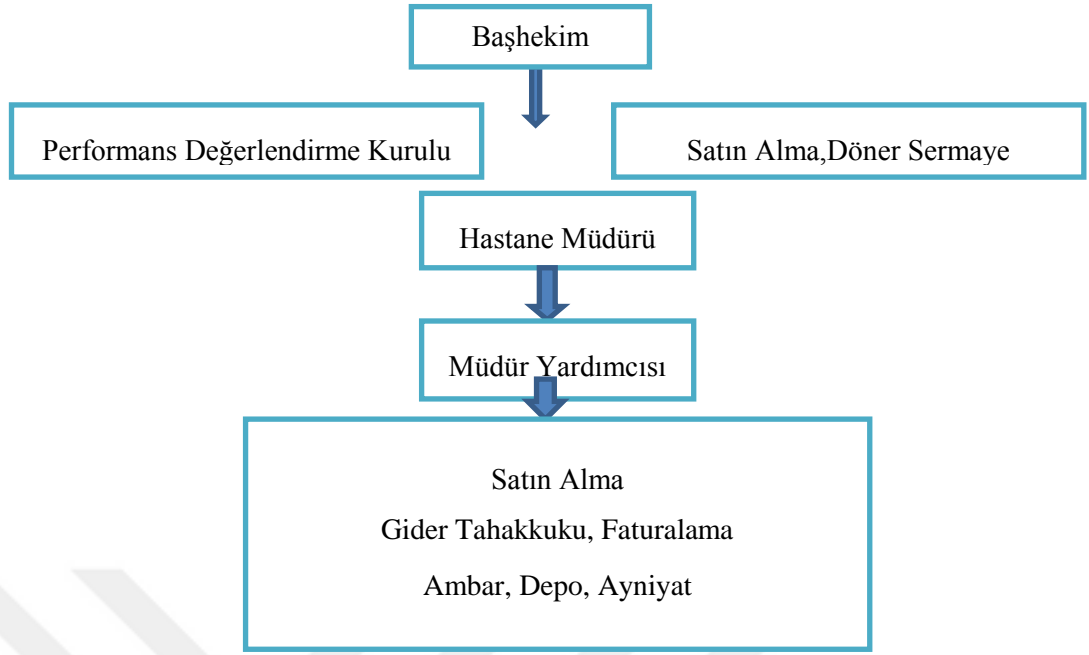 Başhekim
Performans Değerlendirme Kurulu
Satın Alma,Döner Sermaye
Hastane Müdürü
Müdür Yardımcısı
Satın Alma
Gider Tahakkuku, Faturalama
Ambar, Depo, Ayniyat